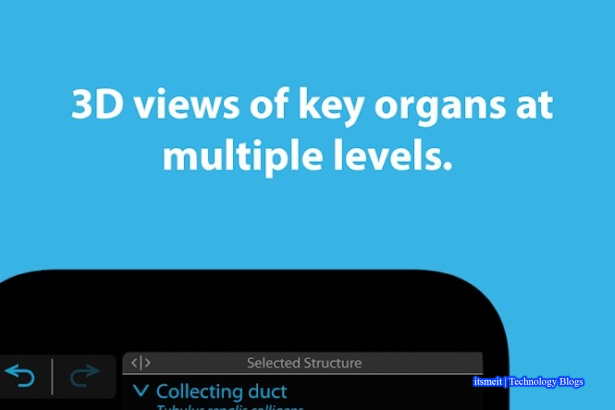 3D views of key organs at
multiple levels.
Selected Structure
Collecting duct
Tubulus renalis colligens
itsmeit | Technology Blogs